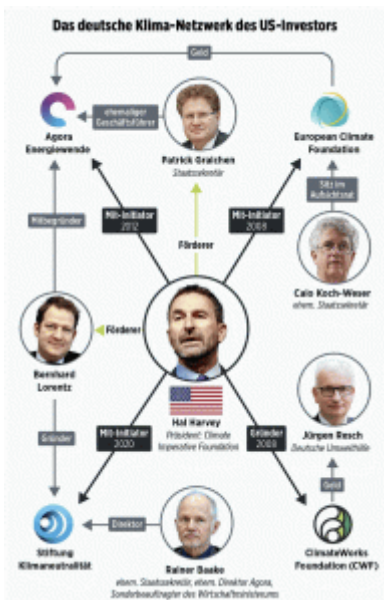 Das deutsche Klima-Netzwerk des US-Investors
Geld
ehemaliger
Geschäftsführer
Agora
Energiewende
Patrick Graichen
Staatssekretär
European Climate
Foundation
Sitz im
Aufsichtsrat
Mitbegründer
Mit-Initiator
2012
Mit-Initiator
2008
Förderer
Caio Koch-Weser
ehem. Staatssekretär
Förderer
Bernhard
Lorentz
Hal Harvey
Präsident Climate
Imperative Foundation
Jürgen Resch
Deutsche Umwelthilfe
Gründer
Mit-Initiator
2020
Gründer
2008
Geld
Direktor
Stiftung
Klimaneutralität
Rainer Baake
ehem. Staatssekretär, ehem. Direktor Agora,
Sonderbeauftragter des Wirtschaftsministeriums
ClimateWorks
Foundation (CWF)